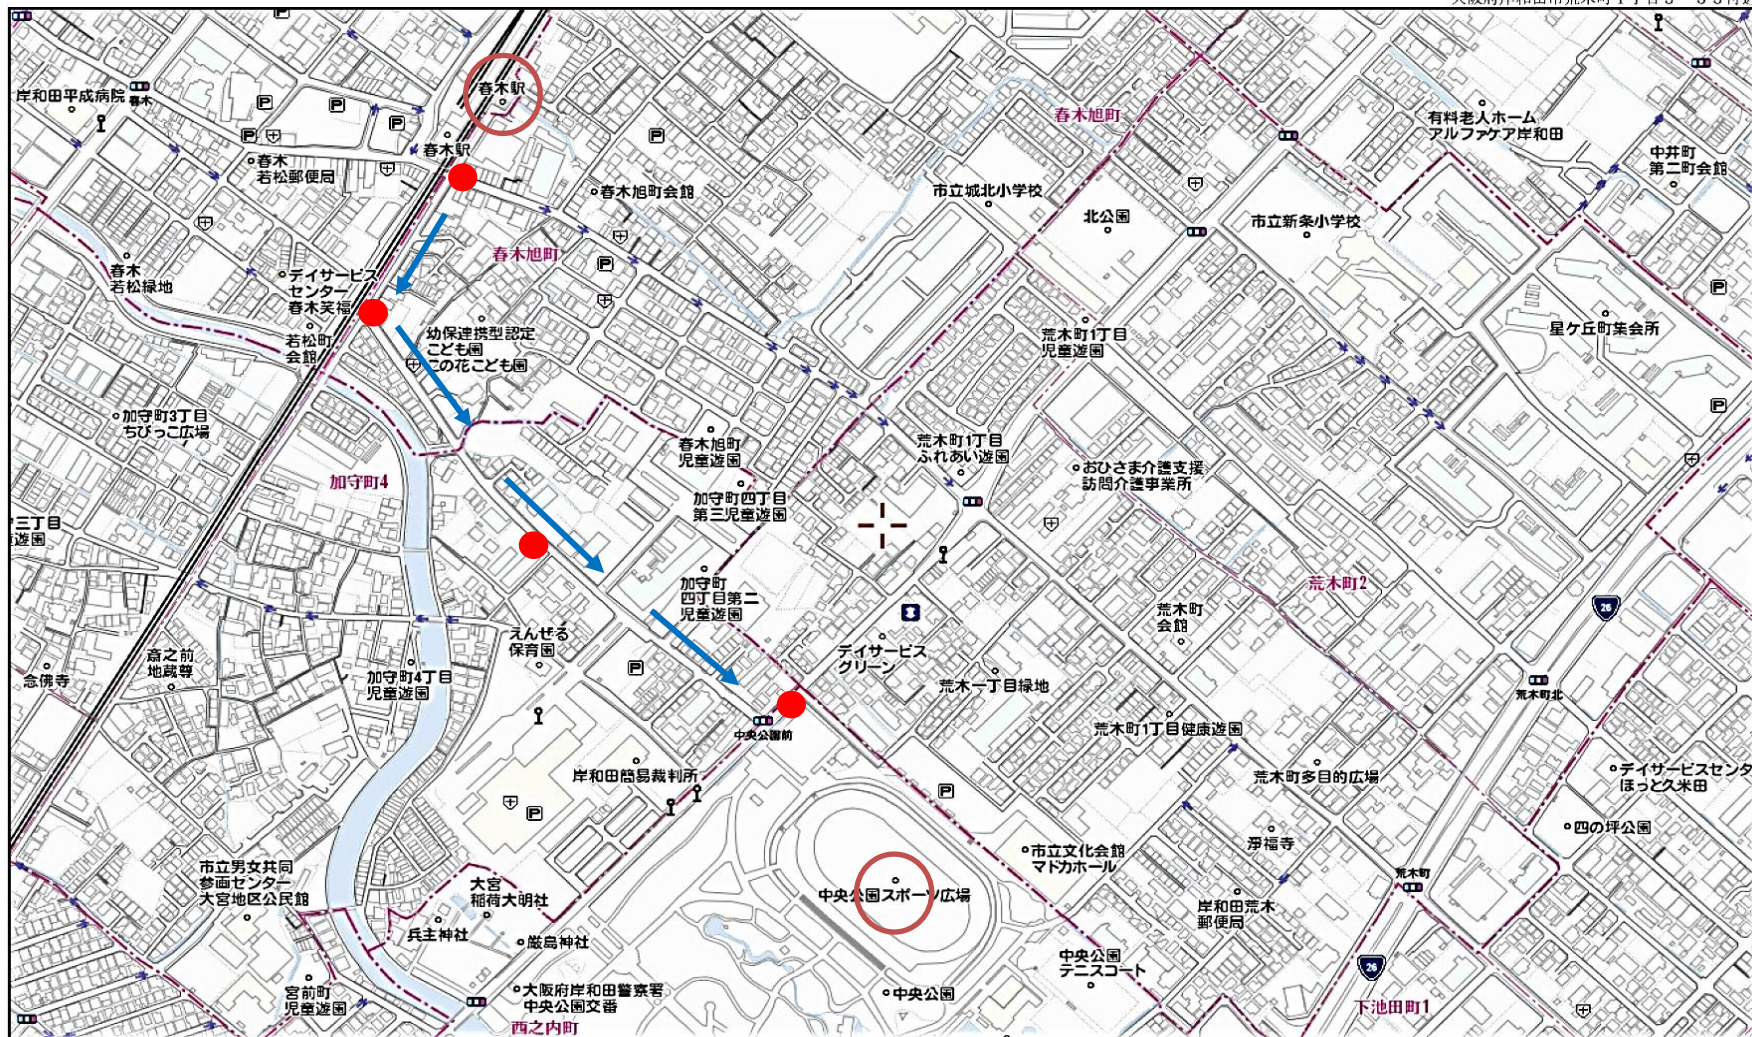 春木駅
岸和田平成病院
春木
春木駅
春木
若松郵便局
春木旭町会館
春木旭町
市立城北小学校
北公園
市立新条小学校
有料老人ホーム
アルファケア岸和田
中井町
第二町会館
春木旭町
春木
若松緑地
デイサービス
センター
春木笑福
若松町
会館
幼保連携型認定
こども園
この花こども園
荒木町1丁目
児童遊園
星ケ丘町集会所
加守町3丁目
ちびっこ広場
加守町4
春木旭町
児童遊園
荒木町1丁目
ふれあい遊園
おひさま介護支援
訪問介護事業所
加守町四丁目
第三児童遊園
三丁目
遊園
加守町
四丁目第二
児童遊園
荒木町2
荒木町
会館
26
えんぜる
保育園
斎之前
地蔵尊
念佛寺
加守町4丁目
児童遊園
デイサービス
グリーン
荒木一丁目緑地
荒木町北
中央公園前
荒木町1丁目健康遊園
岸和田簡易裁判所
荒木町多目的広場
デイサービスセンタ
ほっと久米田
四の坪公園
市立文化会館
マドカホール
淨福寺
中央公園スポーツ広場
荒木町
岸和田荒木
郵便局
市立男女共同
参画センター
大宮地区公民館
大宮
稲荷大明社
兵主神社
厳島神社
中央公園
テニスコート
26
宮前町
児童遊園
大阪府岸和田警察署
中央公園交番
中央公園
下池田町1
西之内町